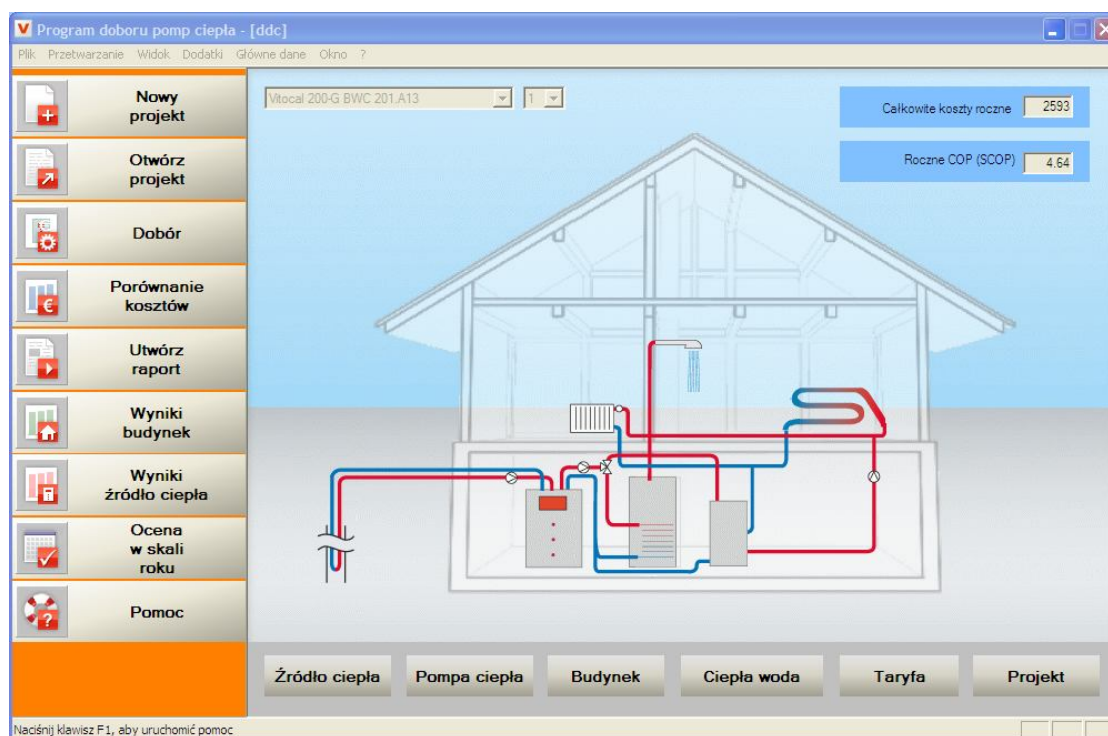 Program doboru pomp ciepła - [ddc]
Plik Przetwarzanie Widok Dodatki Główne dane Okno ?
Nowy
projekt
Otwórz
projekt
Dobór
Porównanie
kosztów
Utwórz
raport
Wyniki
budynek
Wyniki
źródło ciepła
Ocena
w skali
roku
Pomoc
Vitocal 200-G BWC 201.A13 1
Całkowite koszty roczne 2593
Roczne COP (SCOP) 4.64
Źródło ciepła Pompa ciepła Budynek Ciepła woda Taryfa Projekt
Naciśnij klawisz F1, aby uruchomić pomoc